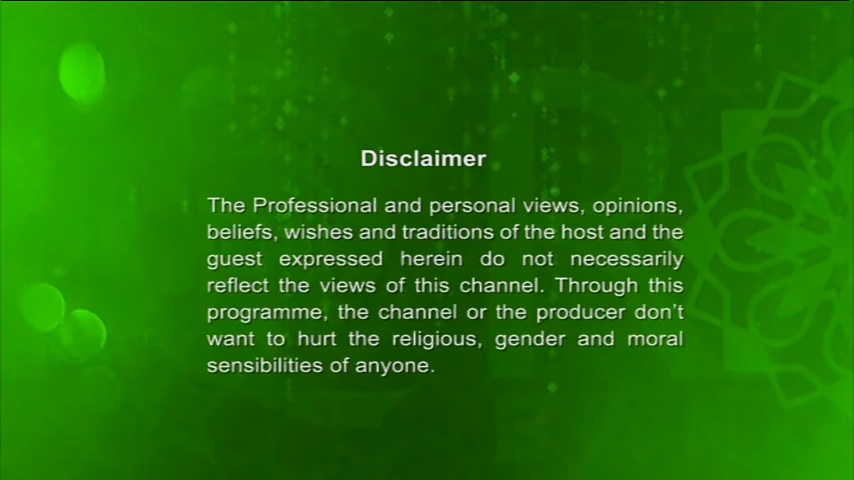 Disclaimer
The Professional and personal views, opinions,
beliefs, wishes and traditions of the host and the
guest expressed herein do not necessarily
reflect the views of this channel. Through this
programme, the channel or the producer don't
want to hurt the religious, gender and moral
sensibilities of anyone.